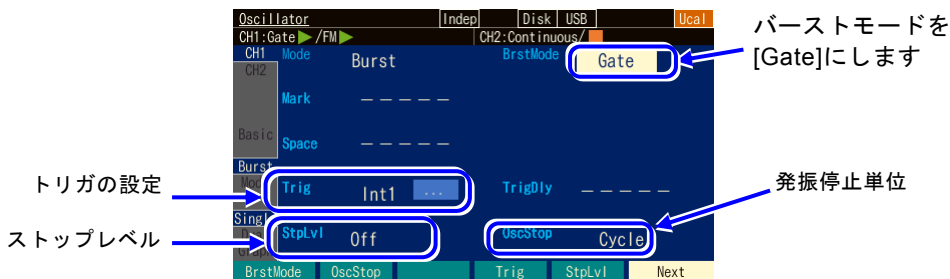 Oscillator Indep Disk USB Ucal
CH1:Gate /FM CH2:Continuous/
バーストモードを
[Gate]にします
CH1 Mode Burst BrstMode Gate
CH2
Mark － － － － －
Basic Space － － － － －
Burst
トリガの設定
Trig Int1 ... TrigDly － － － － －
発振停止単位
ストップレベル
StpLvl Off OscStop Cycle
BrstMode OscStop Trig StpLvl Next